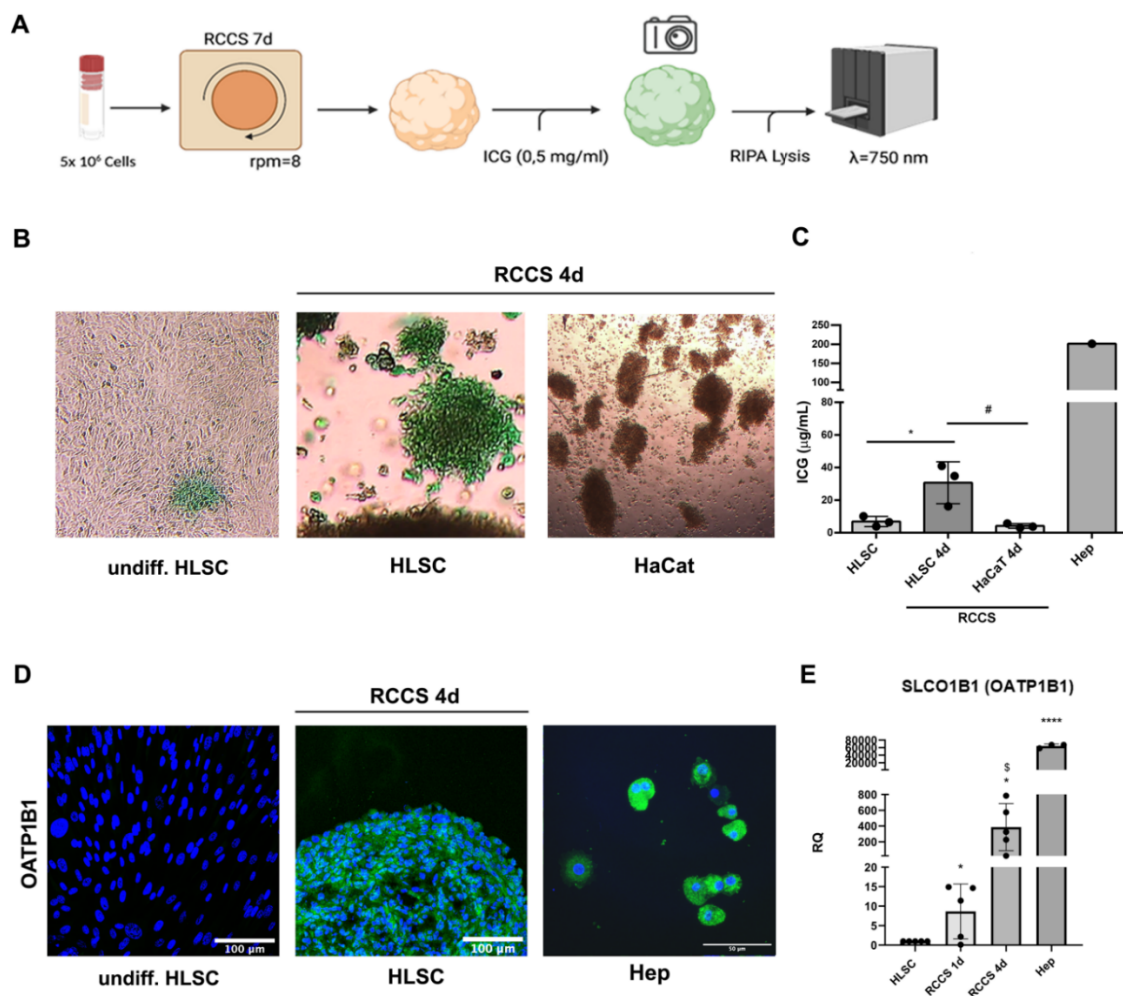 A
RCCS 7d
rpm=8
5x 10⁶ Cells
ICG (0,5 mg/ml)
RIPA Lysis
λ=750 nm
B
RCCS 4d
undiff. HLSC
HLSC
HaCat
C
250
200
150
100
80
60
40
20
0
ICG (µg/mL)
*
#
HLSC
HLSC 4d
HaCaT 4d
Hep
RCCS
D
RCCS 4d
OATP1B1
100 µm
100 µm
50 µm
undiff. HLSC
HLSC
Hep
E
SLCO1B1 (OATP1B1)
80000
60000
40000
20000
800
600
400
200
20
15
10
5
0
RQ
*
$
*
****
HLSC
RCCS 1d
RCCS 4d
Hep